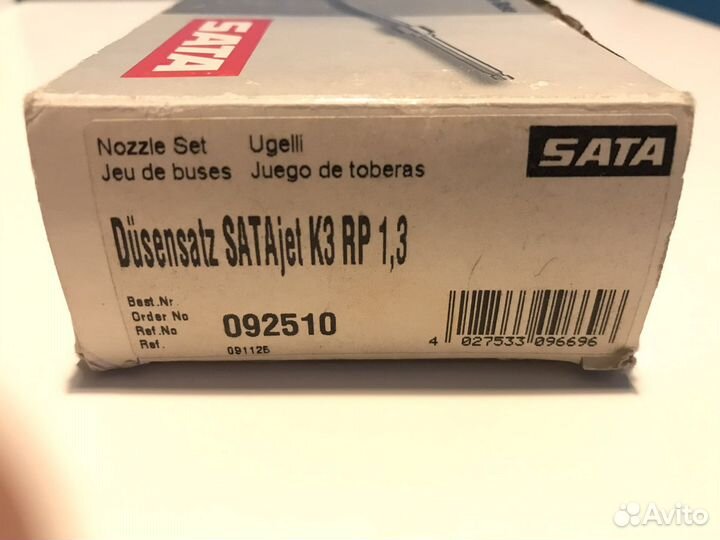 SATA
Nozzle Set Ugelli
Jeu de buses Juego de toberas
SATA
Düsensatz SATAjet K3 RP 1,3
Best.Nr
Order No
Ref.No
Ref.
092510
091125
4 027533 096696
Avito